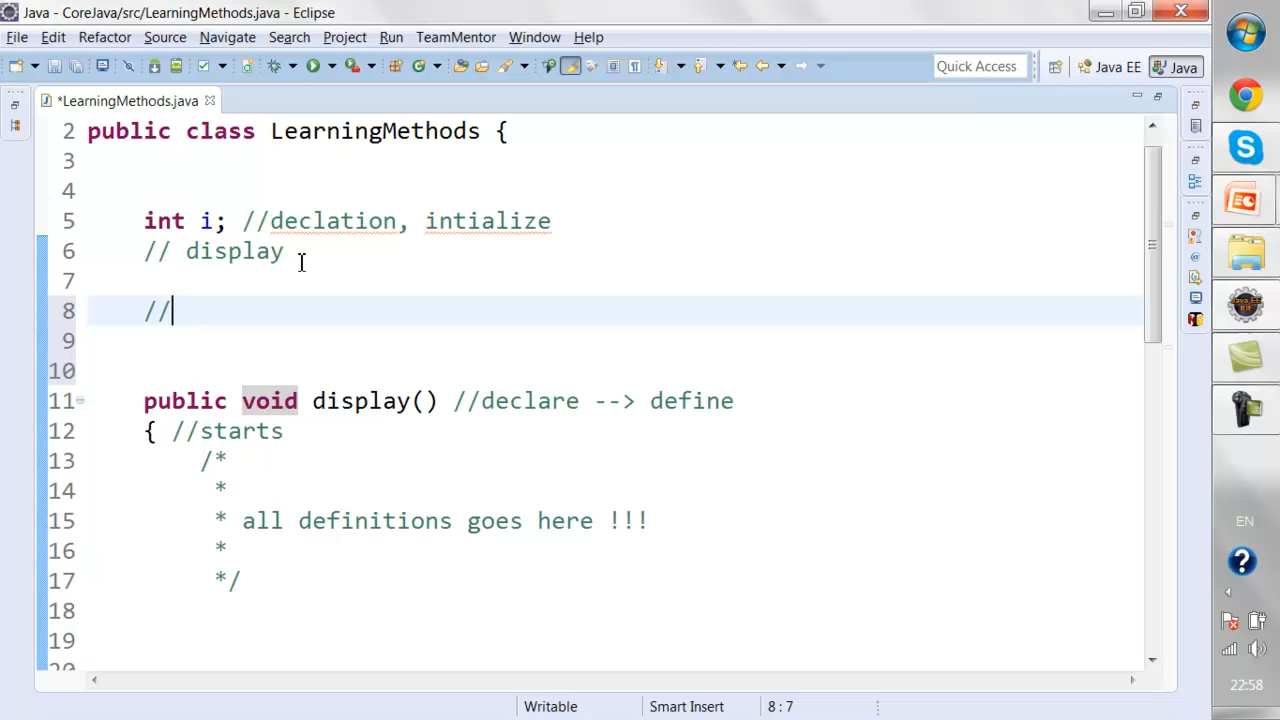 Java - CoreJava/src/LearningMethods.java - Eclipse
File Edit Refactor Source Navigate Search Project Run TeamMentor Window Help
Quick Access Java EE Java
*LearningMethods.java
2 public class LearningMethods {
3
4
5 int i; //declation, intialize
6 // display
7
8 //
9
10
11 public void display() //declare --> define
12 { //starts
13 /*
14 *
15 * all definitions goes here !!!
16 *
17 */
18
19
20
Writable Smart Insert 8 : 7
EN
22:58